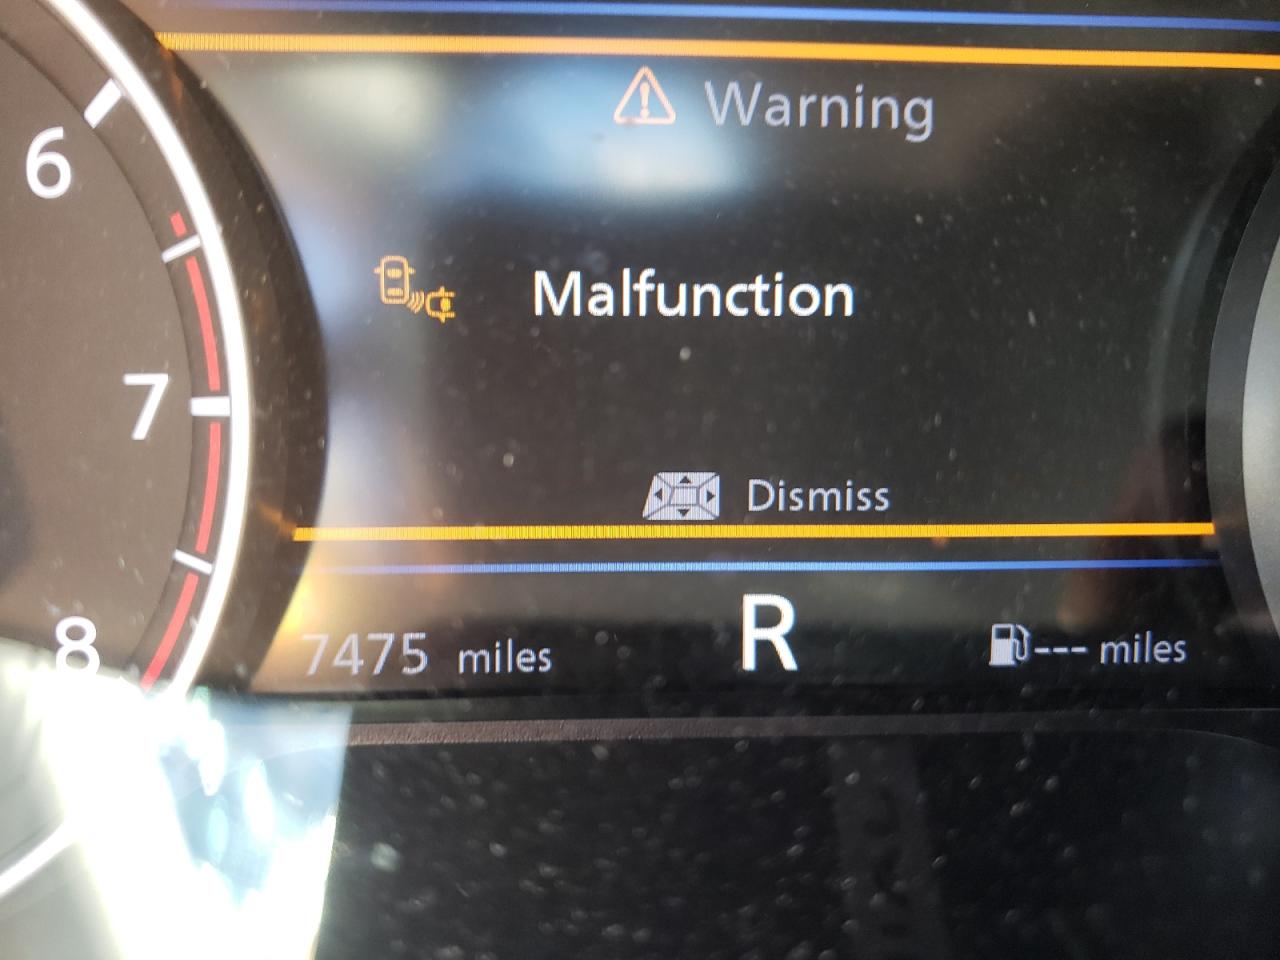 6
Warning
Malfunction
7
Dismiss
8
7475 miles
R
--- miles